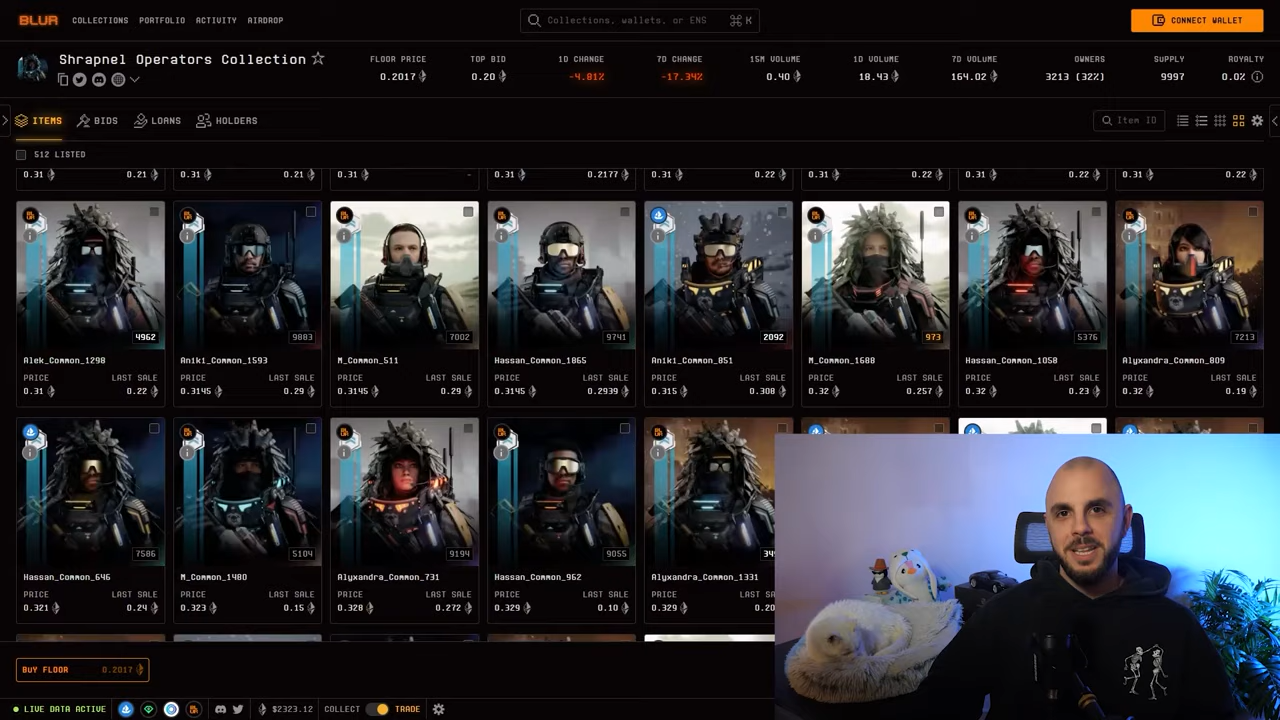 BLUR COLLECTIONS PORTFOLIO ACTIVITY AIRDROP Collections, wallets, or ENS ⌘ K CONNECT WALLET
Shrapnel Operators Collection
FLOOR PRICE TOP BID 1D CHANGE 7D CHANGE 15M VOLUME 1D VOLUME 7D VOLUME OWNERS SUPPLY ROYALTY
0.2017 0.20 -4.81% -17.34% 0.40 18.43 164.02 3213 (32%) 9997 0.0%
ITEMS BIDS LOANS HOLDERS Item ID
512 LISTED
0.31 0.21 0.31 0.21 0.31 - 0.31 0.2177 0.31 0.22 0.31 0.22 0.31 0.22 0.31 0.22
4962 9883 7002 9741 2092 973 5376 7213
Alek_Common_1298 Aniki_Common_1593 M_Common_511 Hassan_Common_1865 Aniki_Common_851 M_Common_1688 Hassan_Common_1058 Alyxandra_Common_809
PRICE LAST SALE PRICE LAST SALE PRICE LAST SALE PRICE LAST SALE PRICE LAST SALE PRICE LAST SALE PRICE LAST SALE PRICE LAST SALE
0.31 0.22 0.3145 0.29 0.3145 0.29 0.3145 0.2939 0.315 0.308 0.32 0.257 0.32 0.23 0.32 0.19
7586 5104 9194 9055
Hassan_Common_646 M_Common_1480 Alyxandra_Common_731 Hassan_Common_962 Alyxandra_Common_1331
PRICE LAST SALE PRICE LAST SALE PRICE LAST SALE PRICE LAST SALE PRICE LAST SALE
0.321 0.24 0.323 0.15 0.328 0.272 0.329 0.10 0.329 0.20
BUY FLOOR 0.2017
LIVE DATA ACTIVE $2323.12 COLLECT TRADE